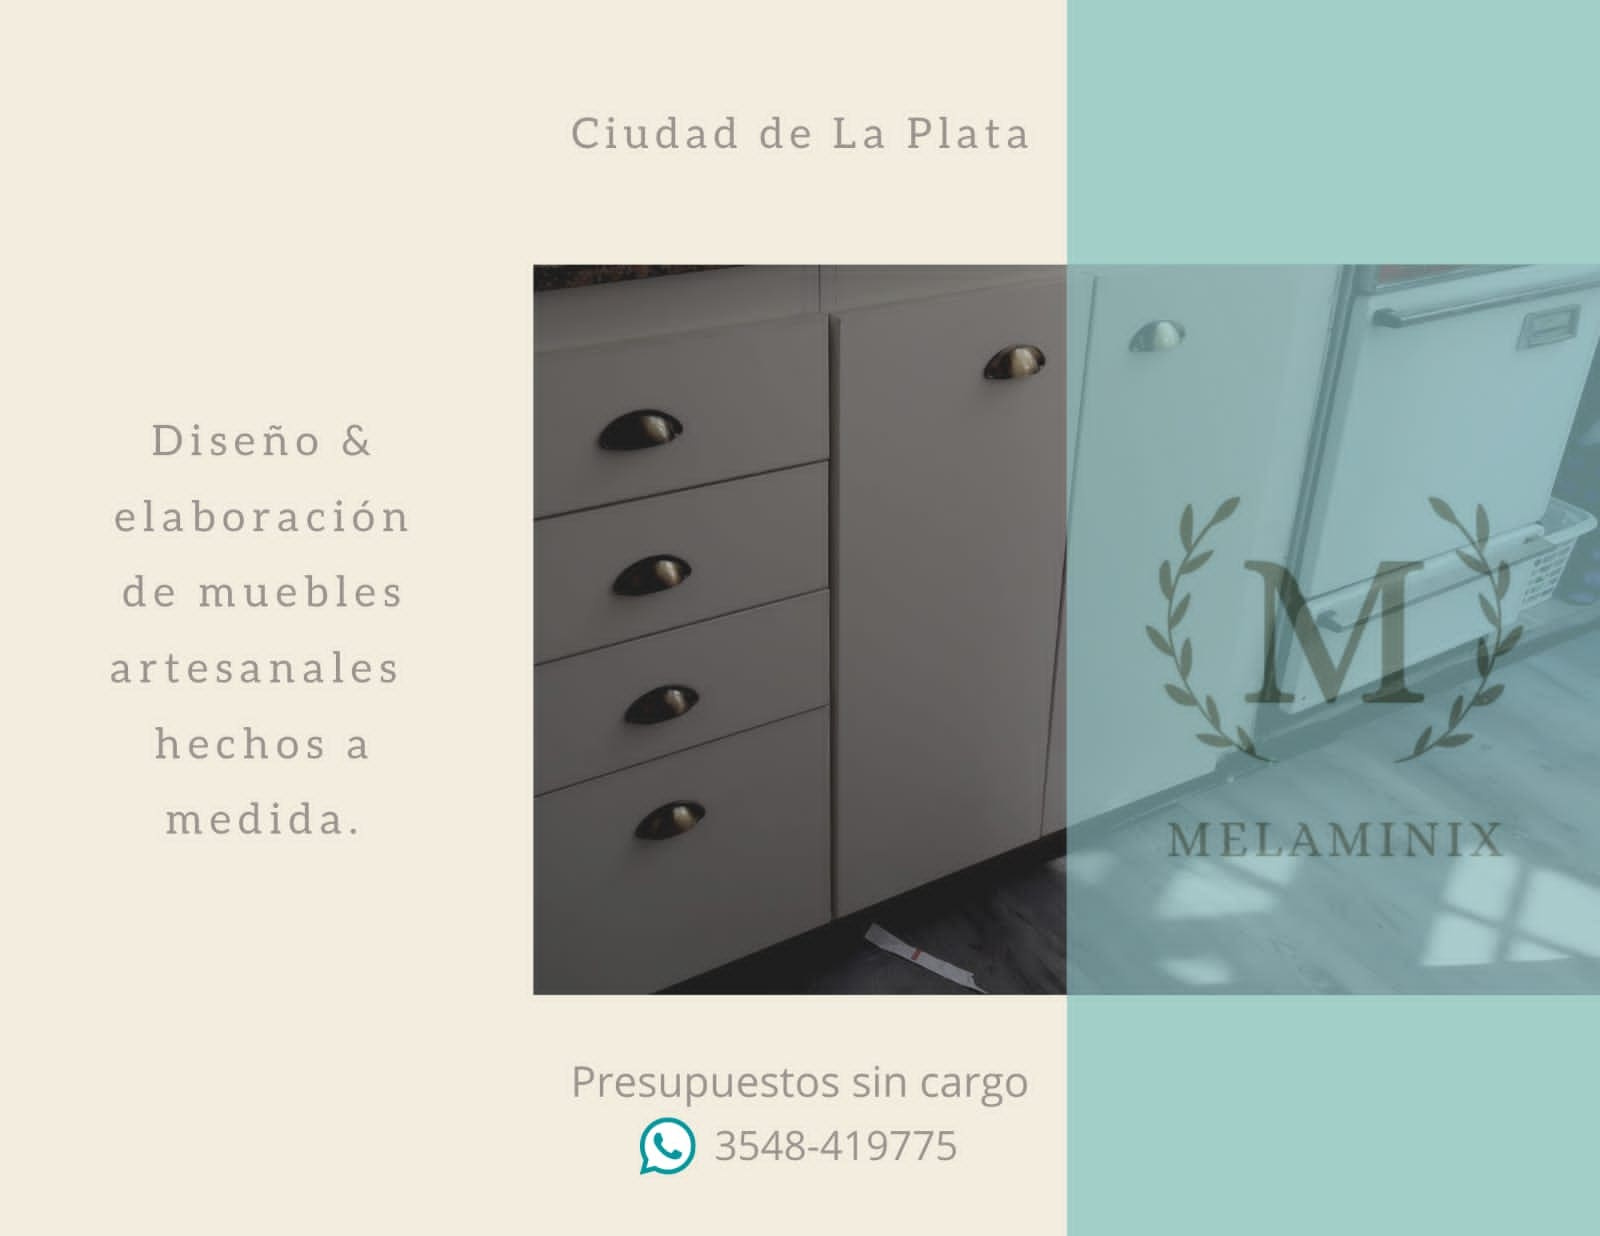 Ciudad de La Plata
Diseño &
elaboración
de muebles
artesanales
hechos a
medida.
M
MELAMINIX
Presupuestos sin cargo
3548-419775